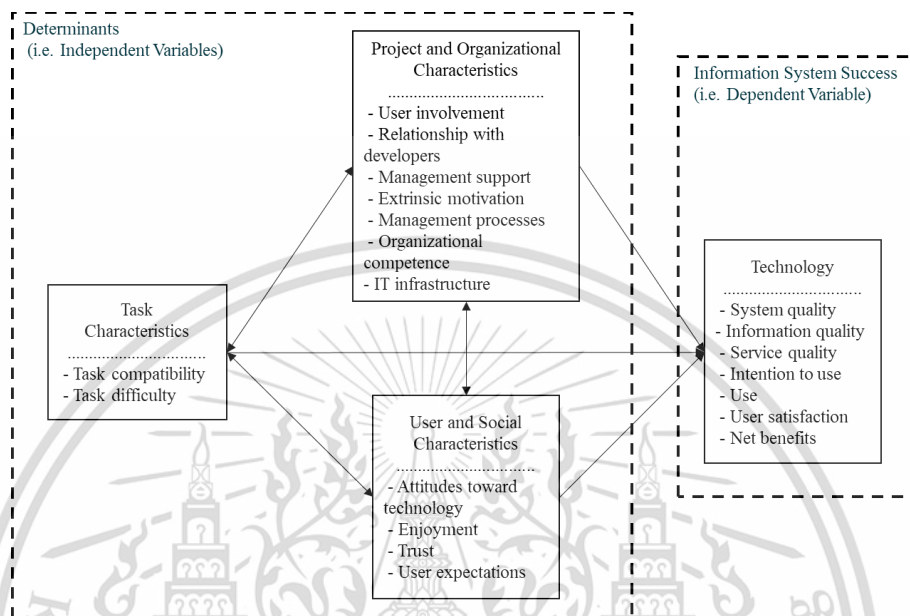 Determinants
(i.e. Independent Variables)
Project and Organizational
Characteristics
..................................
- User involvement
- Relationship with
developers
- Management support
- Extrinsic motivation
- Management processes
- Organizational
competence
- IT infrastructure
Task
Characteristics
..................................
- Task compatibility
- Task difficulty
User and Social
Characteristics
..................................
- Attitudes toward
technology
- Enjoyment
- Trust
- User expectations
Information System Success
(i.e. Dependent Variable)
Technology
..................................
- System quality
- Information quality
- Service quality
- Intention to use
- Use
- User satisfaction
- Net benefits